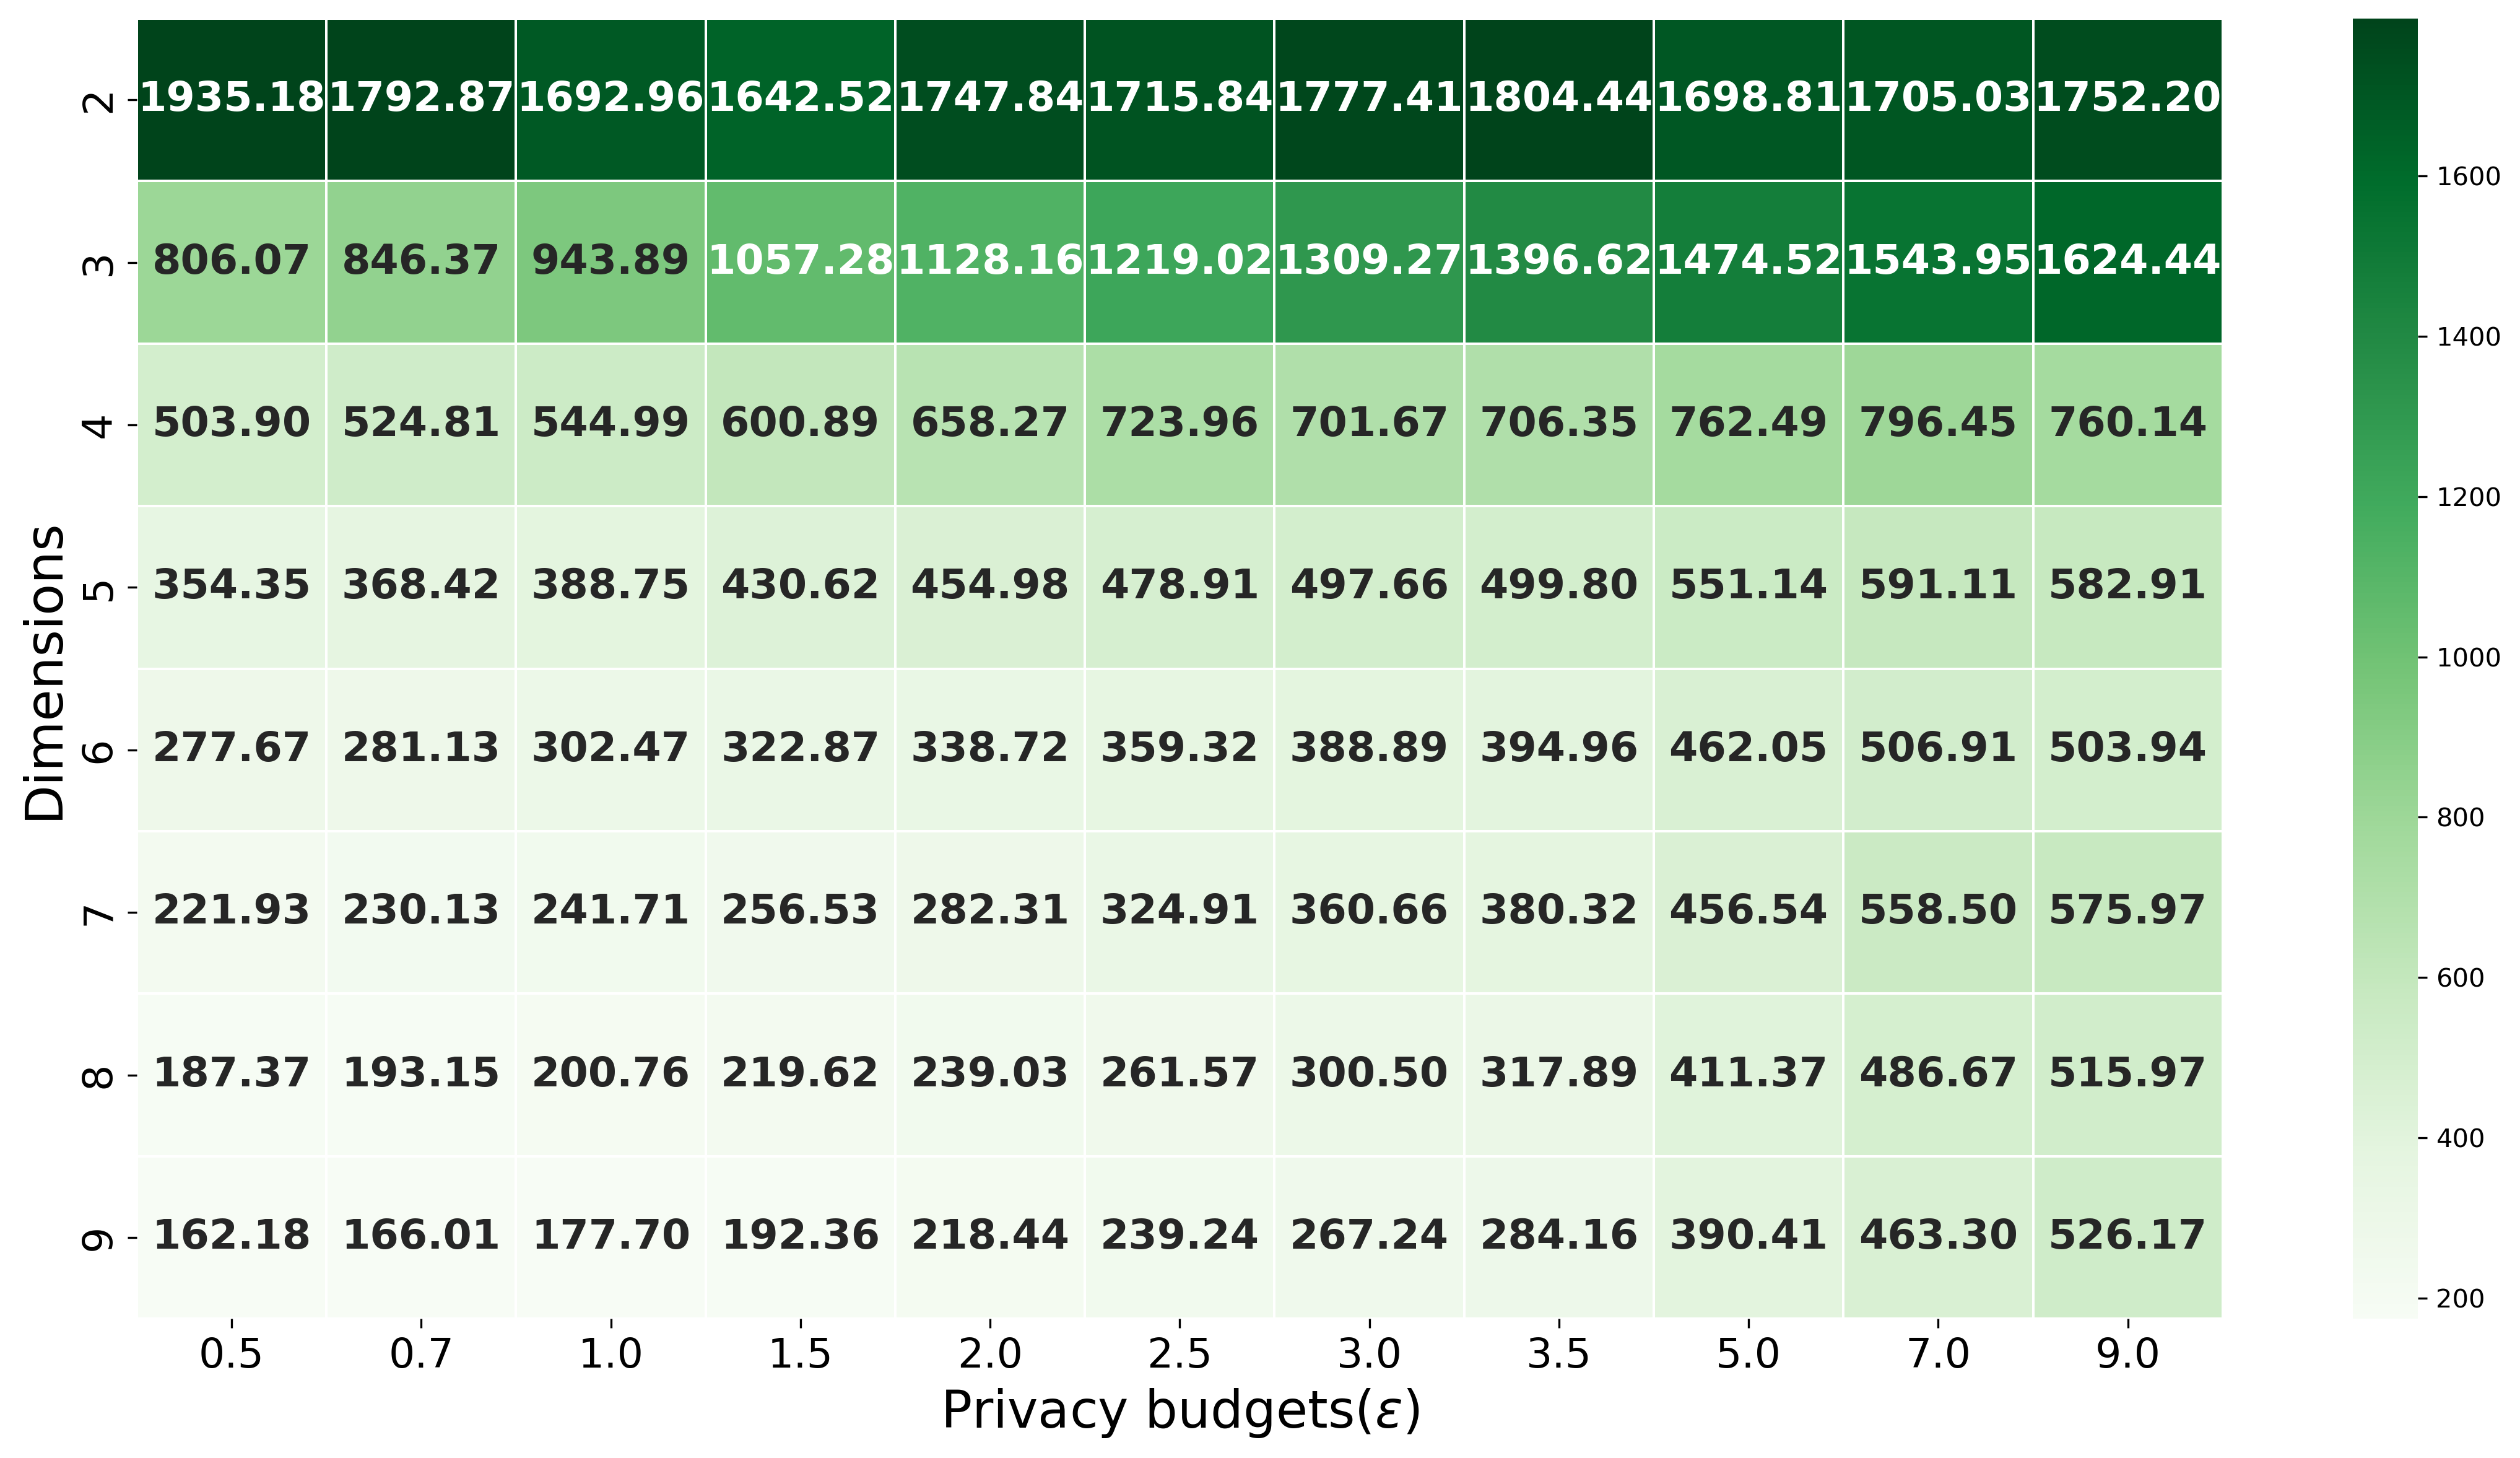 2 1935.18 1792.87 1692.96 1642.52 1747.84 1715.84 1777.41 1804.44 1698.81 1705.03 1752.20
3 806.07 846.37 943.89 1057.28 1128.16 1219.02 1309.27 1396.62 1474.52 1543.95 1624.44
4 503.90 524.81 544.99 600.89 658.27 723.96 701.67 706.35 762.49 796.45 760.14
5 354.35 368.42 388.75 430.62 454.98 478.91 497.66 499.80 551.14 591.11 582.91
6 277.67 281.13 302.47 322.87 338.72 359.32 388.89 394.96 462.05 506.91 503.94
7 221.93 230.13 241.71 256.53 282.31 324.91 360.66 380.32 456.54 558.50 575.97
8 187.37 193.15 200.76 219.62 239.03 261.57 300.50 317.89 411.37 486.67 515.97
9 162.18 166.01 177.70 192.36 218.44 239.24 267.24 284.16 390.41 463.30 526.17
0.5 0.7 1.0 1.5 2.0 2.5 3.0 3.5 5.0 7.0 9.0
Privacy budgets(ε)
Dimensions
1600
1400
1200
1000
800
600
400
200